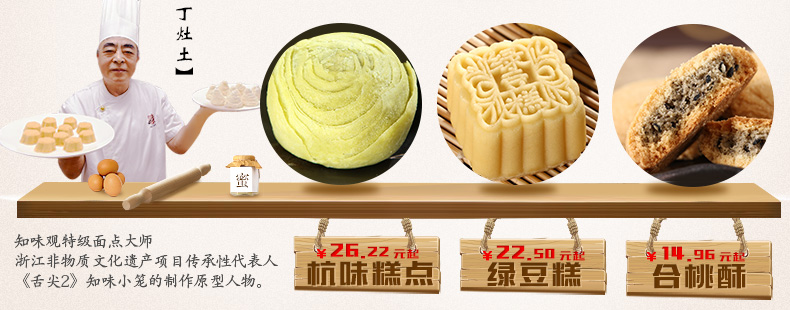 丁灶土】
蜜
知味观特级面点大师
浙江非物质文化遗产项目传承性代表人
《舌尖2》知味小笼的制作原型人物。
¥26.22元起
杭味糕点
¥22.50元起
绿豆糕
¥14.96元起
合桃酥